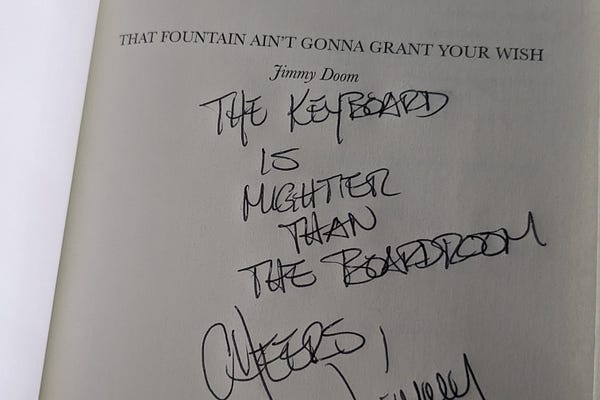 THAT FOUNTAIN AIN'T GONNA GRANT YOUR WISH
Jimmy Doom
THE KEYBOARD
IS
MIGHTIER
THAN
THE BOARDROOM
CHEERS,